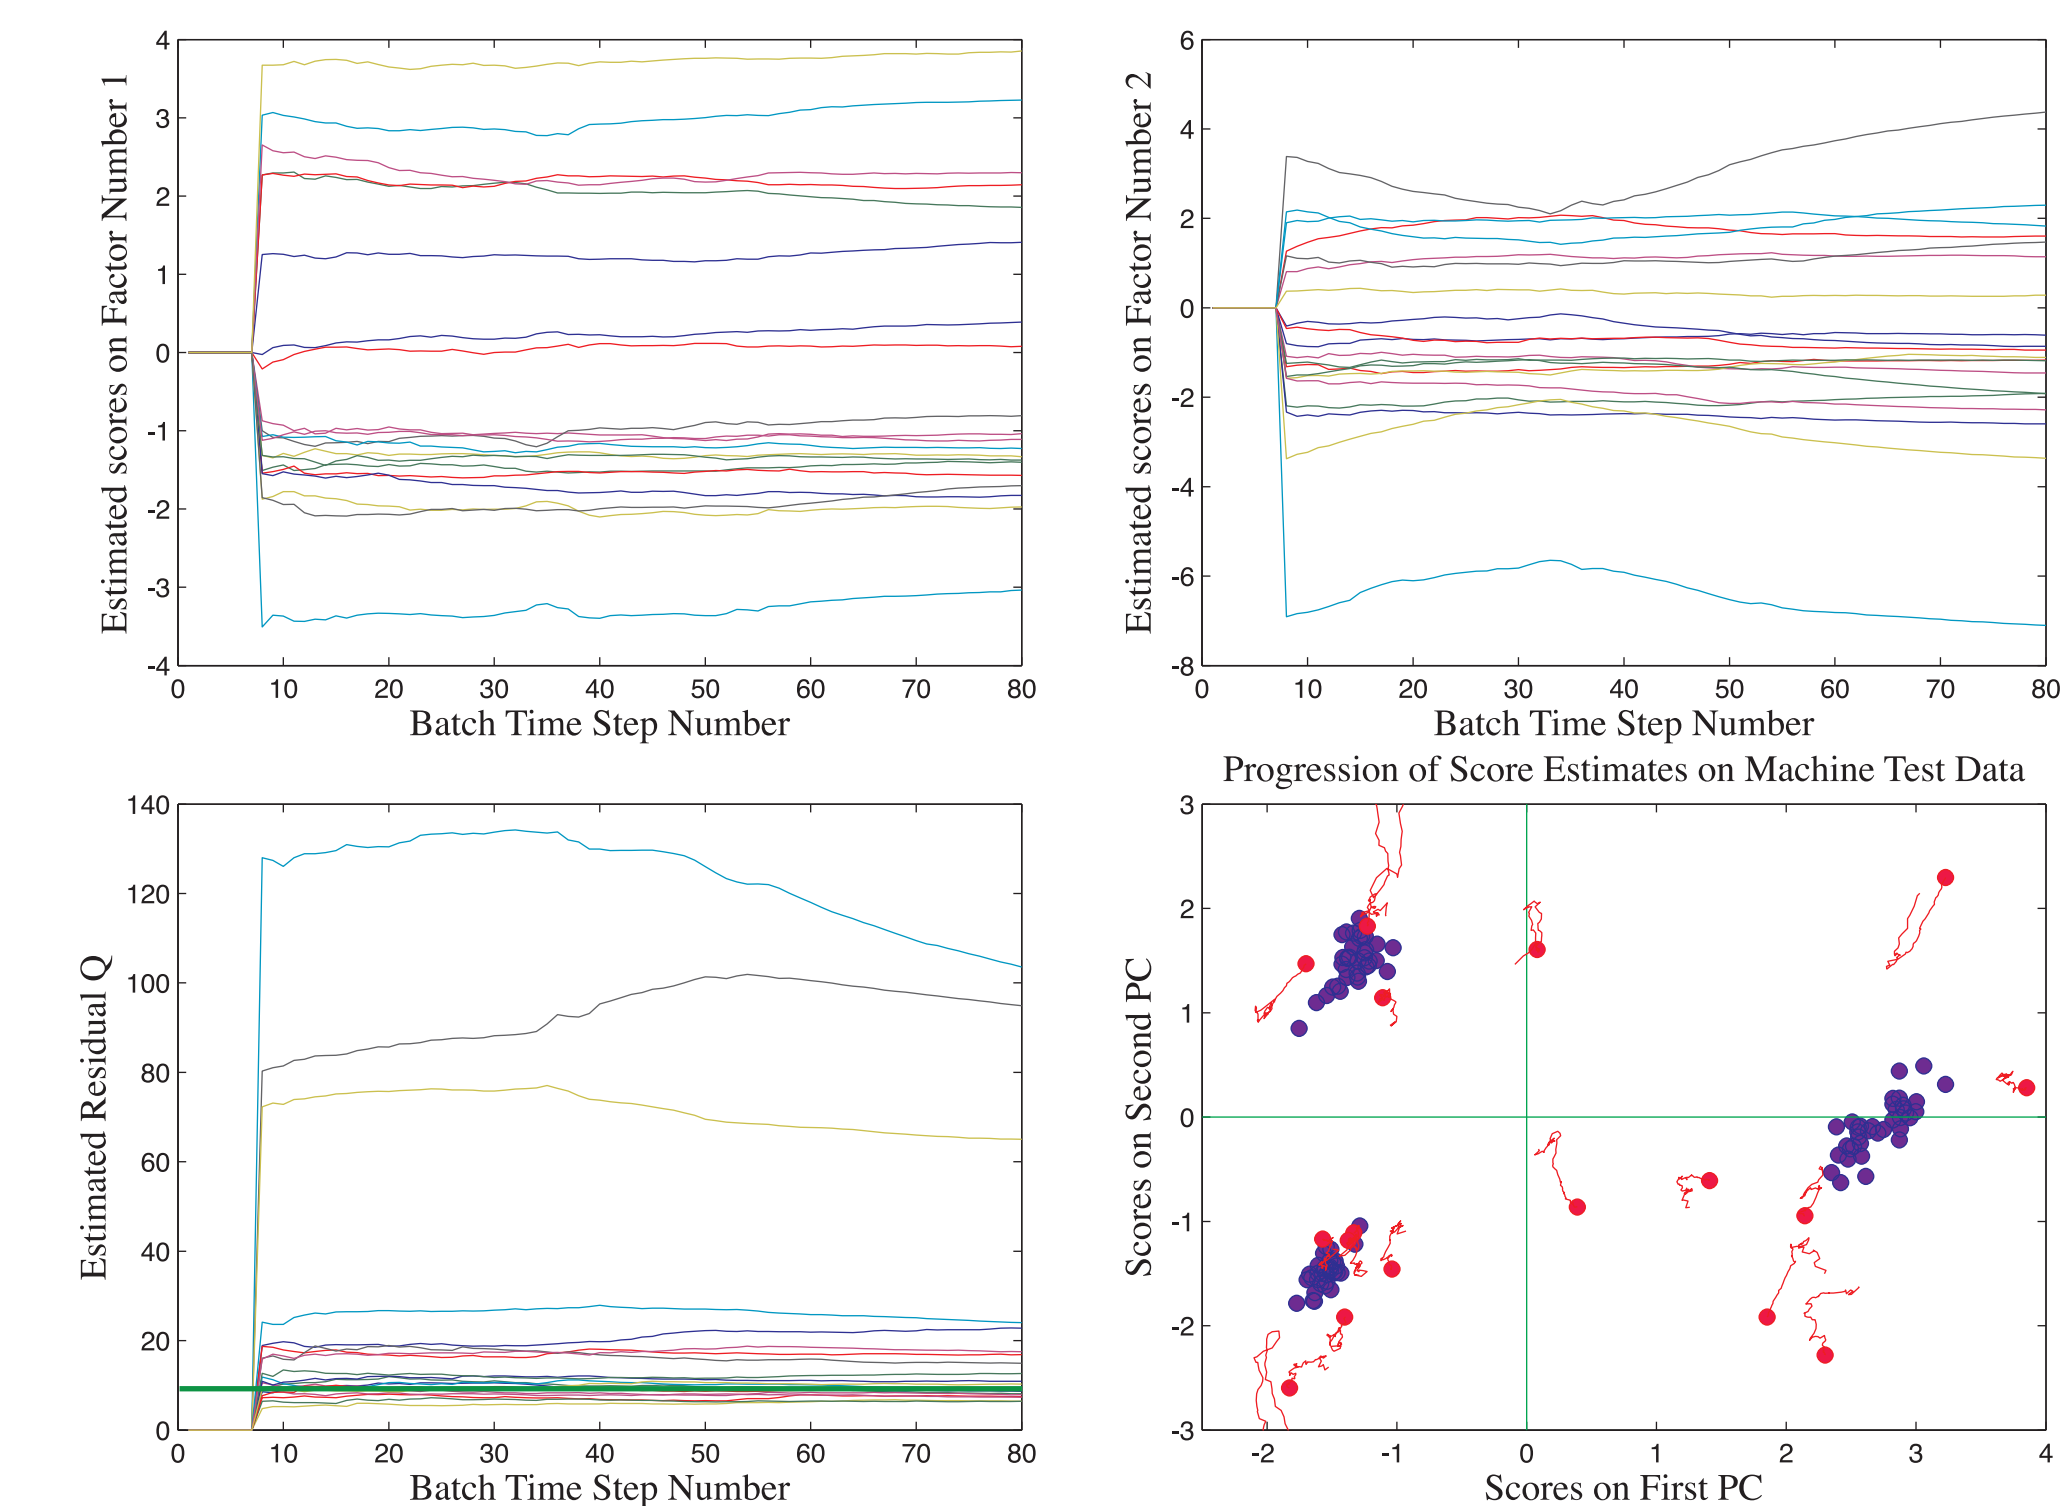 4
3
2
1
0
-1
-2
-3
-4
0 10 20 30 40 50 60 70 80
Estimated scores on Factor Number 1
Batch Time Step Number
6
4
2
0
-2
-4
-6
-8
0 10 20 30 40 50 60 70 80
Estimated scores on Factor Number 2
Batch Time Step Number
140
120
100
80
60
40
20
0
0 10 20 30 40 50 60 70 80
Estimated Residual Q
Batch Time Step Number
Progression of Score Estimates on Machine Test Data
3
2
1
0
-1
-2
-3
-2 -1 0 1 2 3 4
Scores on Second PC
Scores on First PC